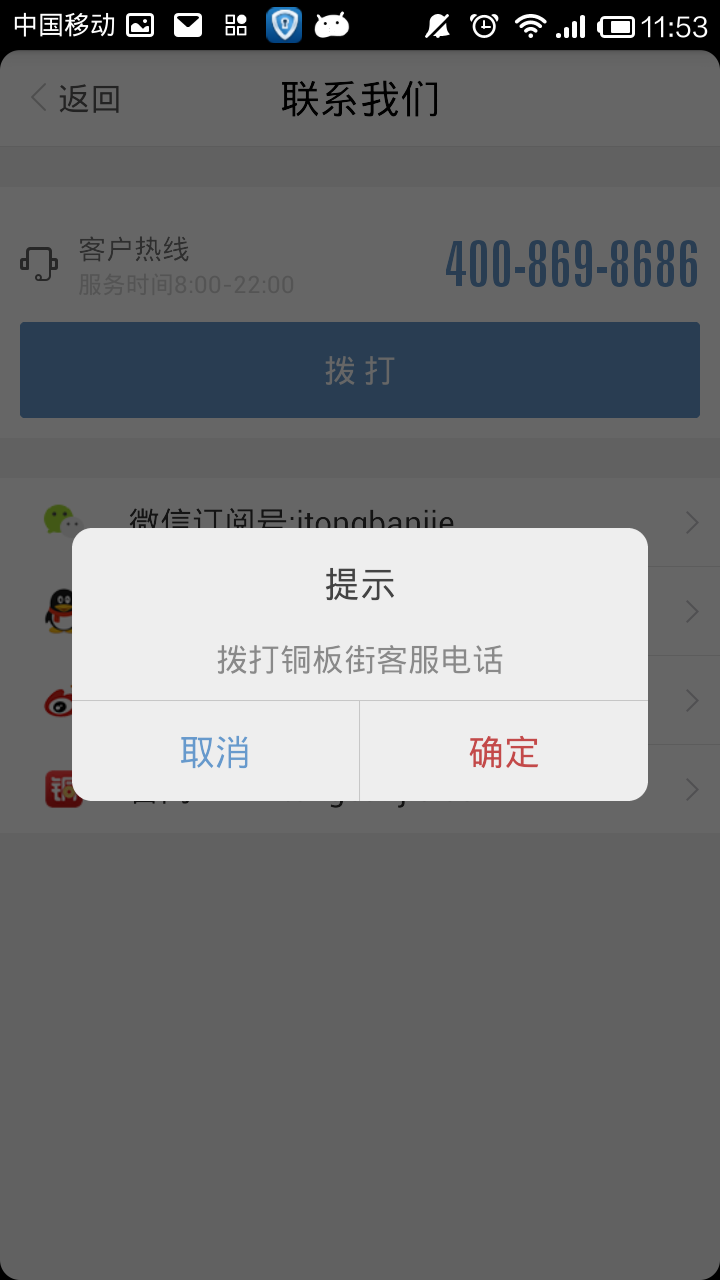 中国移动 11:53
返回 联系我们
客户热线
服务时间8:00-22:00
400-869-8686
拨 打
微信订阅号:itongbanjie
提示
拨打铜板街客服电话
取消 确定
铜